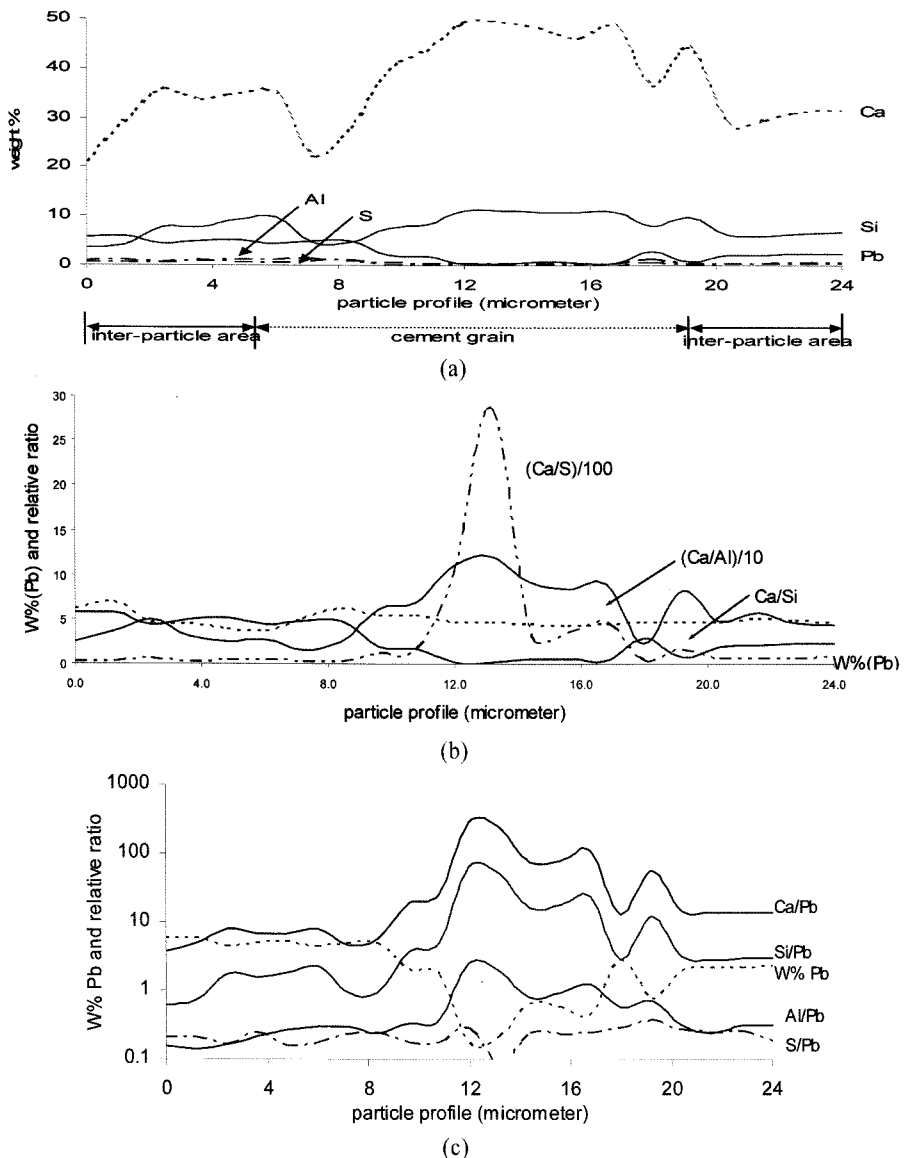 50
40
30
20
10
0
weight %
Ca
Al
S
Si
Pb
0 4 8 12 16 20 24
particle profile (micrometer)
inter-particle area cement grain inter-particle area
(a)
30
25
20
15
10
5
0
W%(Pb) and relative ratio
(Ca/S)/100
(Ca/Al)/10
Ca/Si
W%(Pb)
0.0 4.0 8.0 12.0 16.0 20.0 24.0
particle profile (micrometer)
(b)
1000
100
10
1
0.1
W% Pb and relative ratio
Ca/Pb
Si/Pb
W% Pb
Al/Pb
S/Pb
0 4 8 12 16 20 24
particle profile (micrometer)
(c)